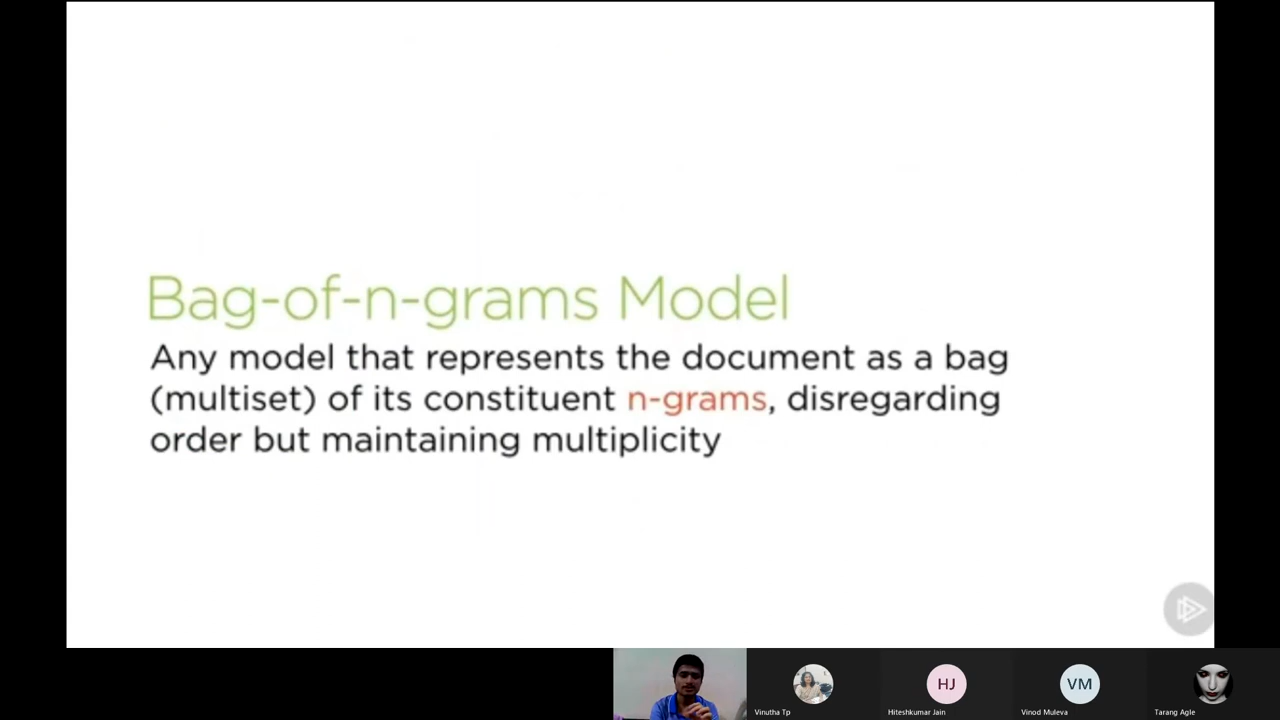 Bag-of-n-grams Model
Any model that represents the document as a bag
(multiset) of its constituent n-grams, disregarding
order but maintaining multiplicity
HJ
VM
Vinutha Tp
Hiteshkumar Jain
Vinod Muleva
Tarang Agle